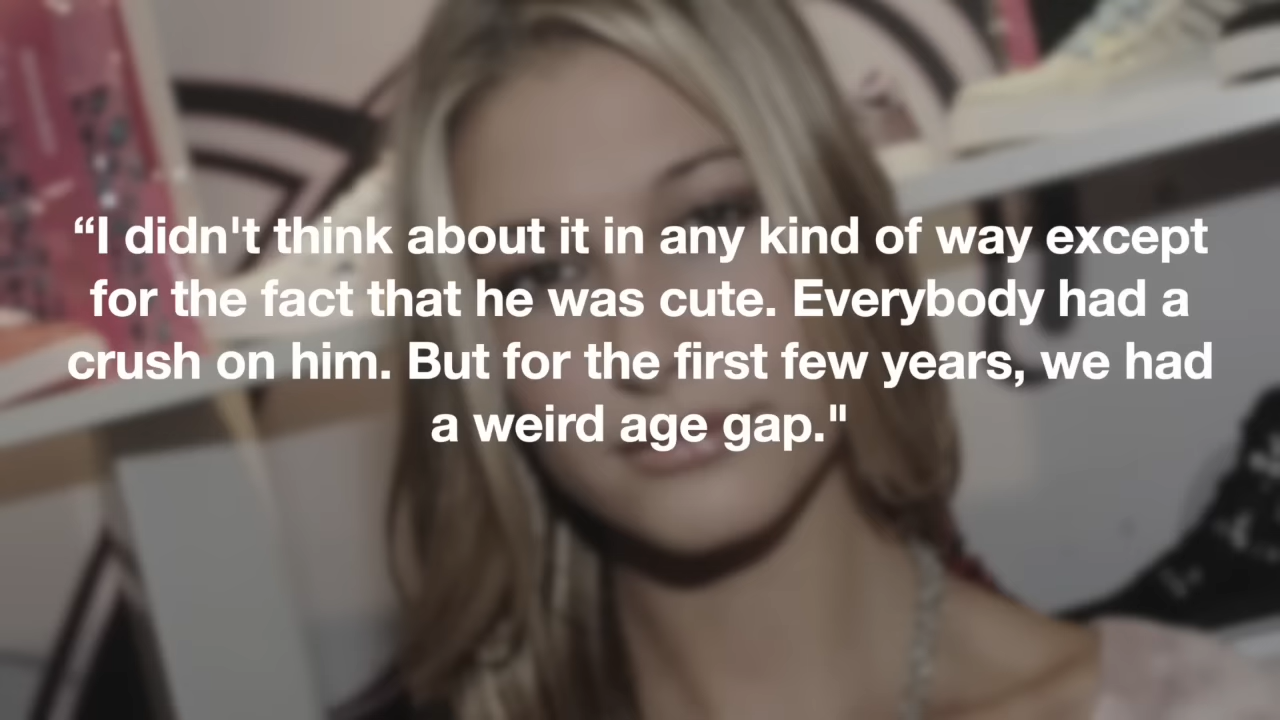 “I didn't think about it in any kind of way except
for the fact that he was cute. Everybody had a
crush on him. But for the first few years, we had
a weird age gap."